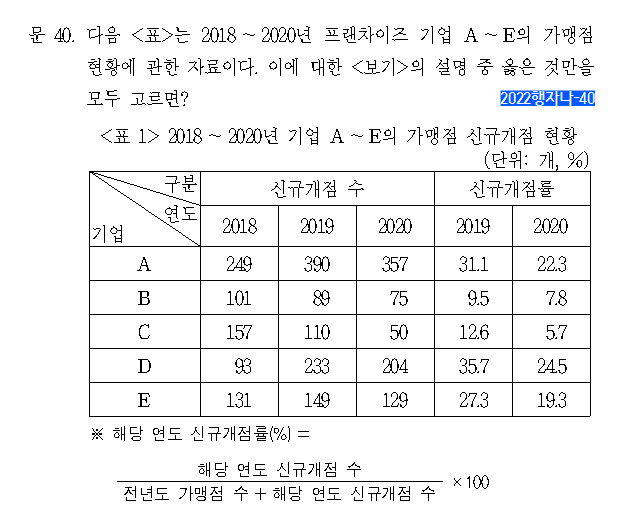 문 40. 다음 <표>는 2018 ~ 2020년 프랜차이즈 기업 A ~ E의 가맹점
현황에 관한 자료이다. 이에 대한 <보기>의 설명 중 옳은 것만을
모두 고르면?
2022행자나-40
<표 1> 2018 ~ 2020년 기업 A ~ E의 가맹점 신규개점 현황
(단위: 개, %)
구분 신규개점 수 신규개점률
연도
기업 2018 2019 2020 2019 2020
A 249 390 357 31.1 22.3
B 101 89 75 9.5 7.8
C 157 110 50 12.6 5.7
D 93 233 204 35.7 24.5
E 131 149 129 27.3 19.3
※ 해당 연도 신규개점률(%) =
해당 연도 신규개점 수
전년도 가맹점 수 + 해당 연도 신규개점 수
×100